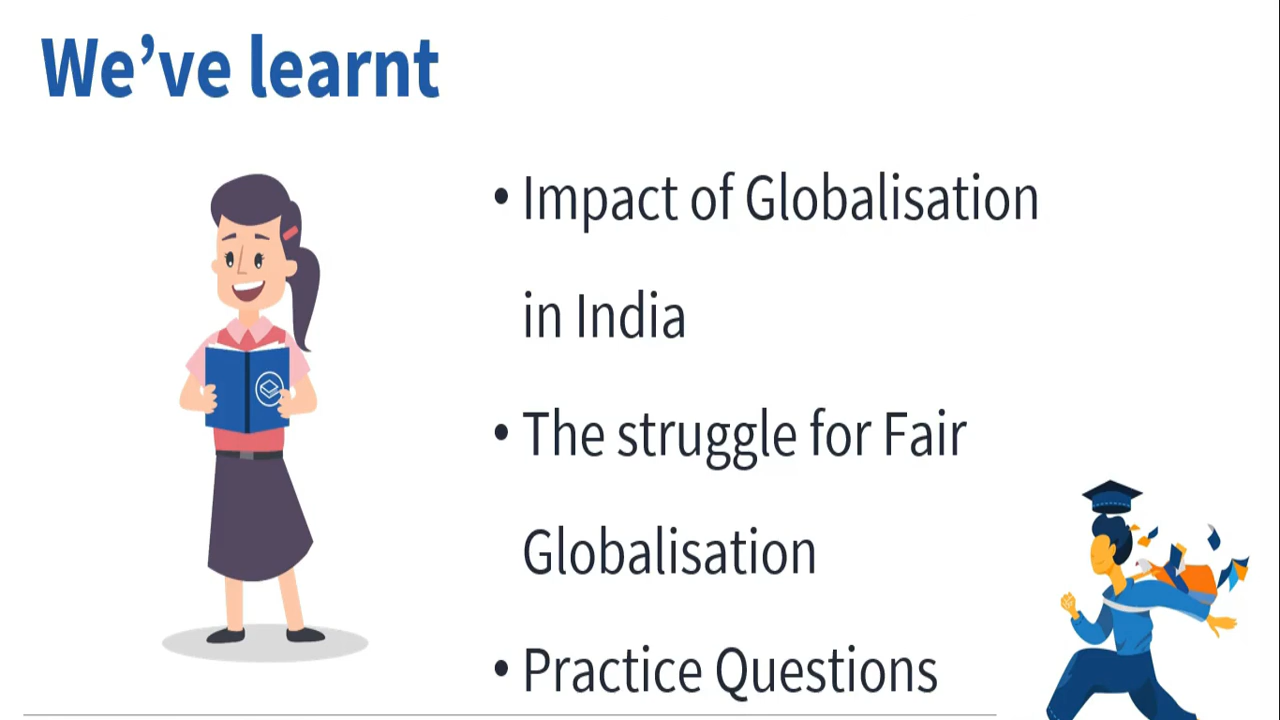 We’ve learnt
• Impact of Globalisation
in India
• The struggle for Fair
Globalisation
• Practice Questions